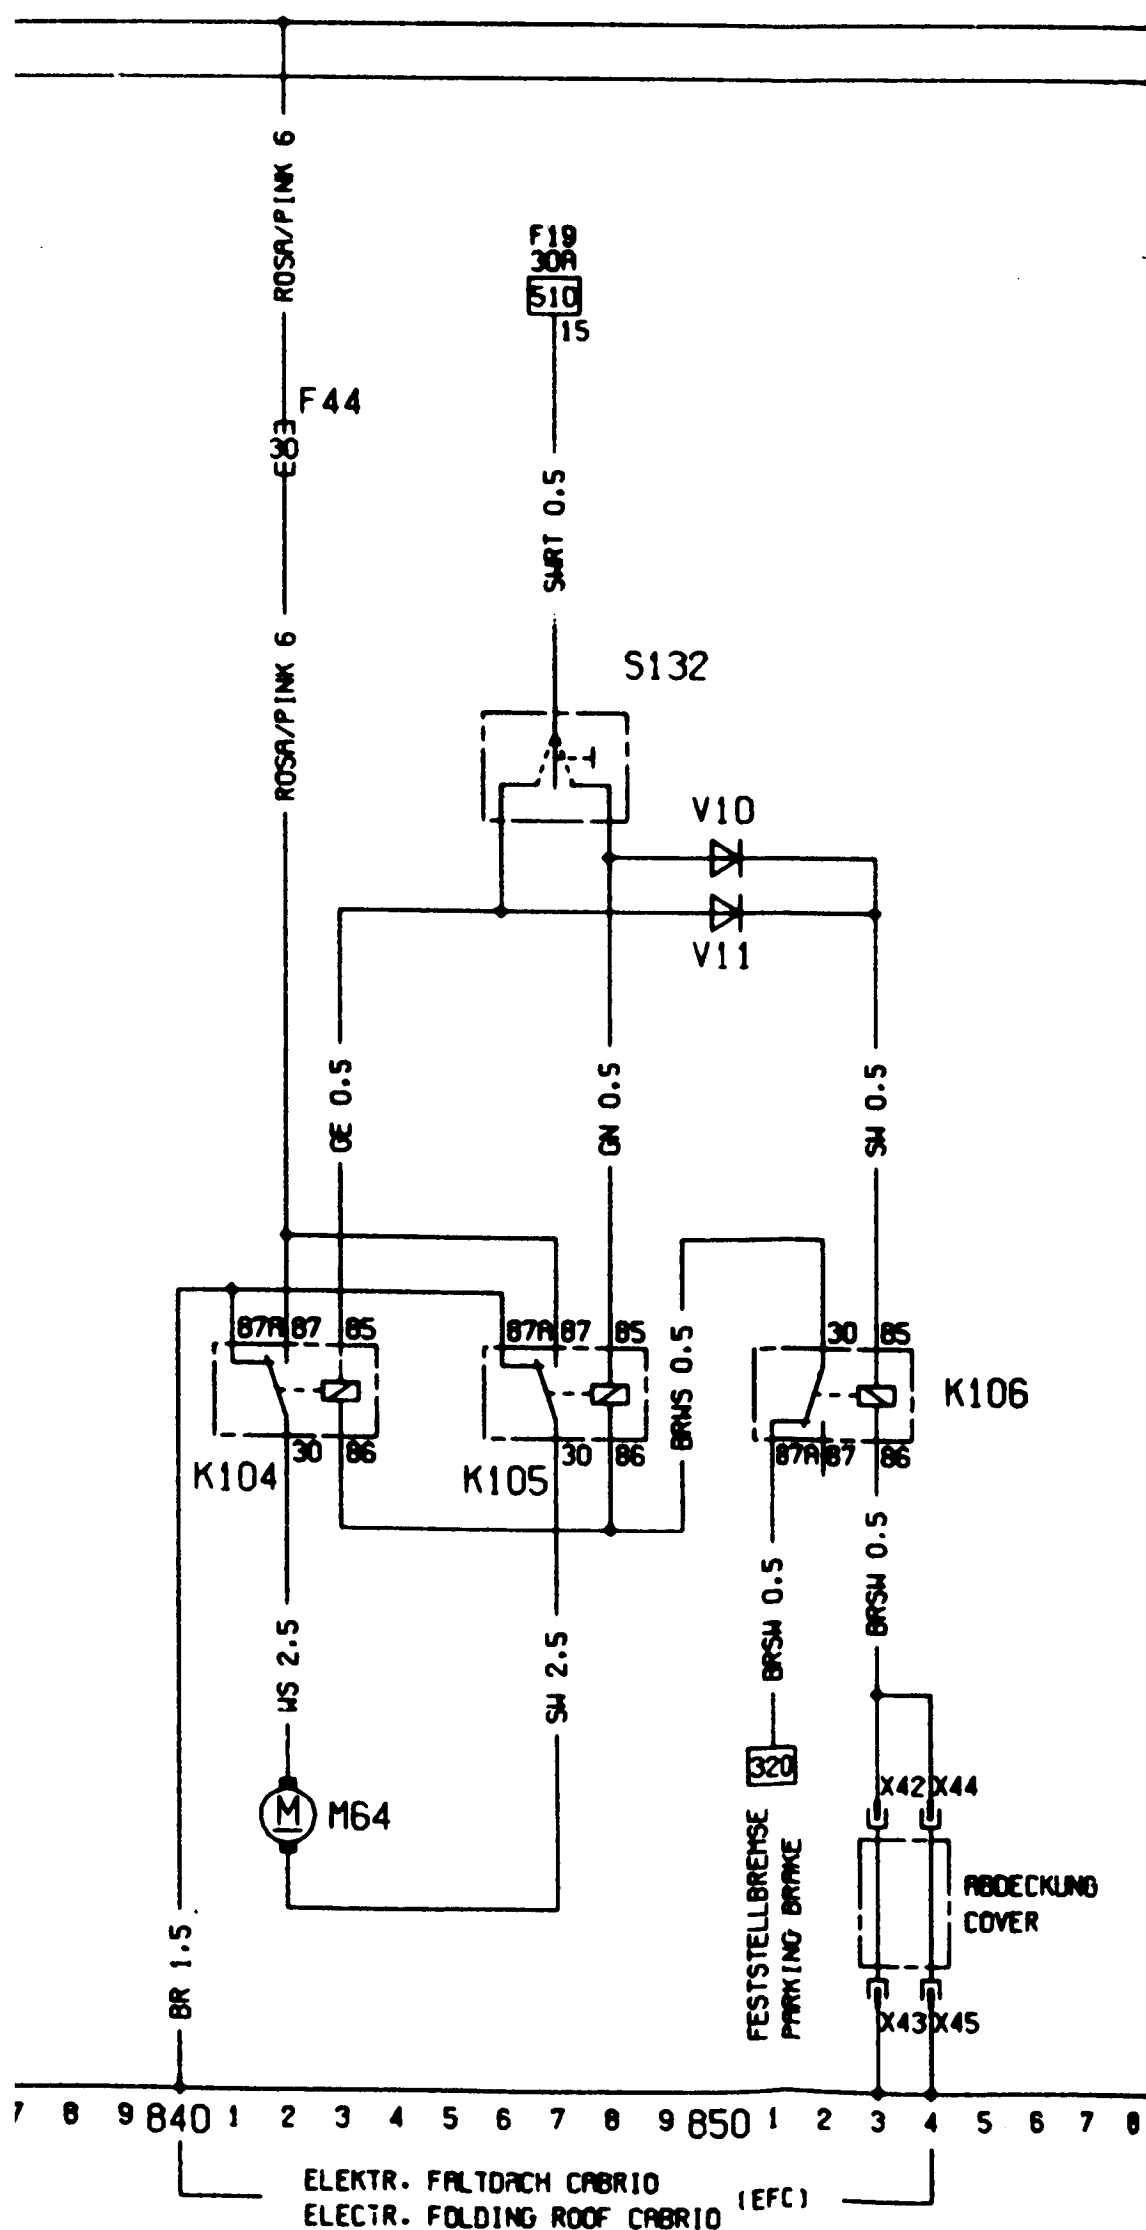 ROSA/PINK 6
F19
30A
510
15
F44
30
SWRT 0.5
ROSA/PINK 6
S132
V10
V11
GE 0.5
GN 0.5
SW 0.5
87A 87 85
87A 87 85
30 85
BRWS 0.5
K106
30 86
30 86
87A 87 86
K104
K105
BRSW 0.5
BRSW 0.5
WS 2.5
SW 2.5
320
X42 X44
M
M64
FESTSTELLBREMSE
PARKING BRAKE
ABDECKUNG
COVER
BR 1.5
X43 X45
7 8 9 840 1 2 3 4 5 6 7 8 9 850 1 2 3 4 5 6 7 8
ELEKTR. FALTDACH CABRIO
ELECTR. FOLDING ROOF CABRIO (EFC)